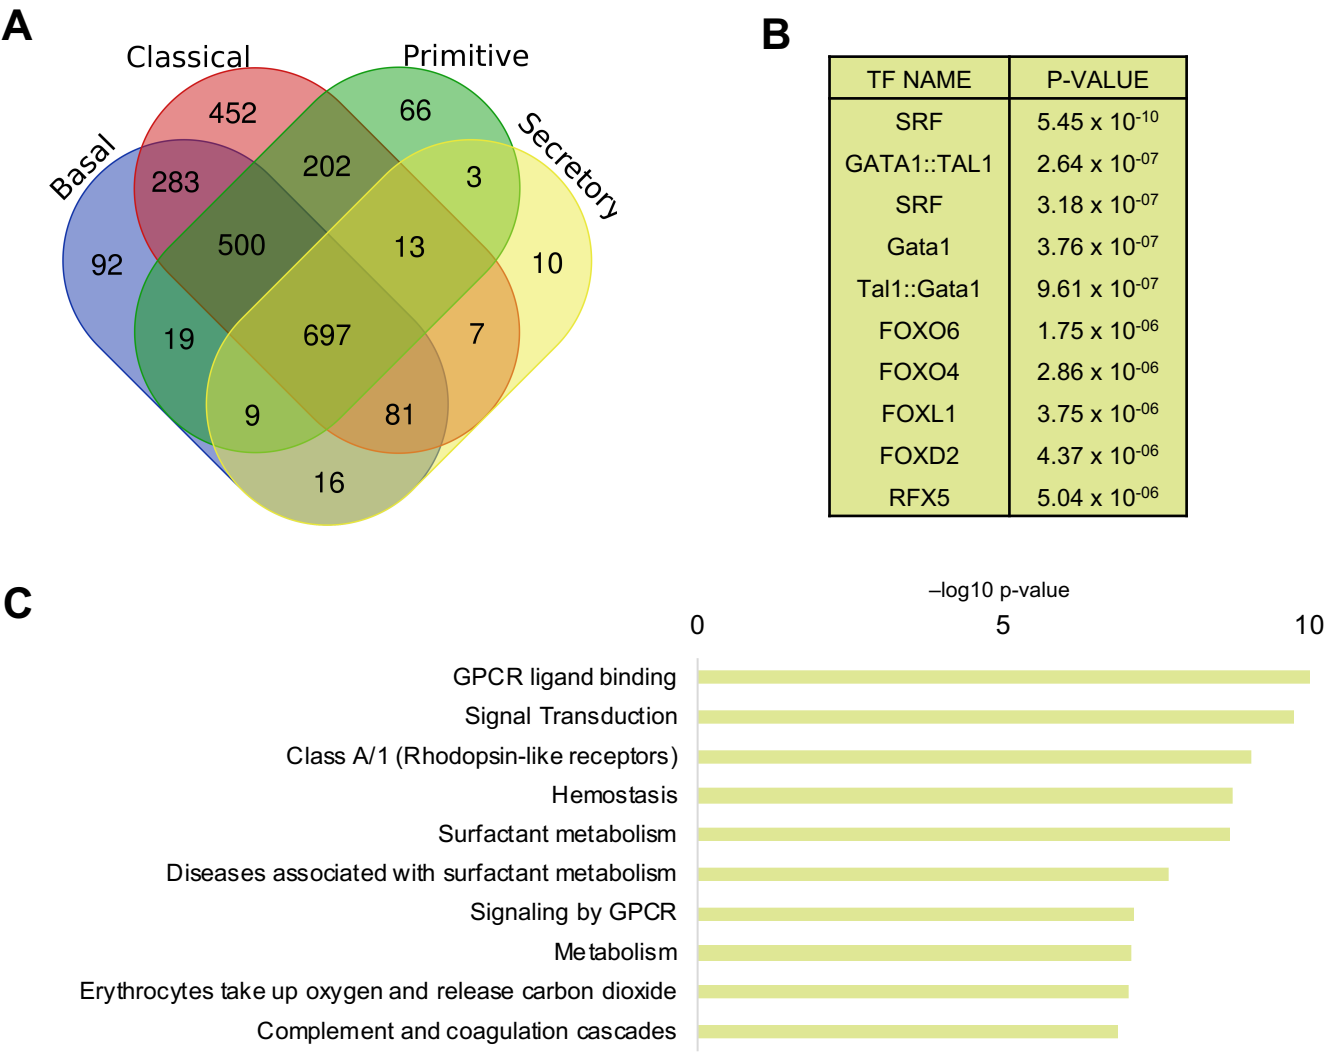 A
Classical
Primitive
Basal
Secretory
452
66
283
202
3
92
500
13
10
19
697
7
9
81
16
B
TF NAME P-VALUE
SRF 5.45 x 10⁻¹⁰
GATA1::TAL1 2.64 x 10⁻⁰⁷
SRF 3.18 x 10⁻⁰⁷
Gata1 3.76 x 10⁻⁰⁷
Tal1::Gata1 9.61 x 10⁻⁰⁷
FOXO6 1.75 x 10⁻⁰⁶
FOXO4 2.86 x 10⁻⁰⁶
FOXL1 3.75 x 10⁻⁰⁶
FOXD2 4.37 x 10⁻⁰⁶
RFX5 5.04 x 10⁻⁰⁶
C
–log10 p-value
0 5 10
GPCR ligand binding
Signal Transduction
Class A/1 (Rhodopsin-like receptors)
Hemostasis
Surfactant metabolism
Diseases associated with surfactant metabolism
Signaling by GPCR
Metabolism
Erythrocytes take up oxygen and release carbon dioxide
Complement and coagulation cascades